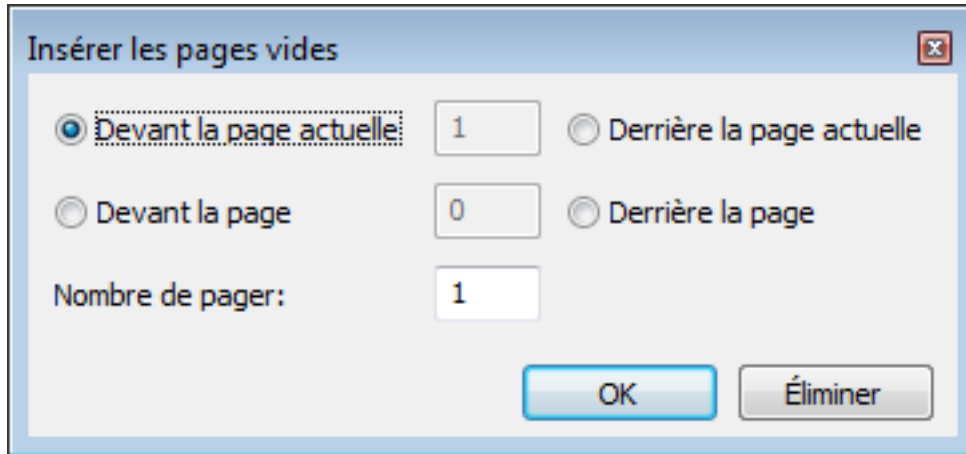 Insérer les pages vides
Devant la page actuelle 1 Derrière la page actuelle
Devant la page 0 Derrière la page
Nombre de pager: 1
OK Éliminer